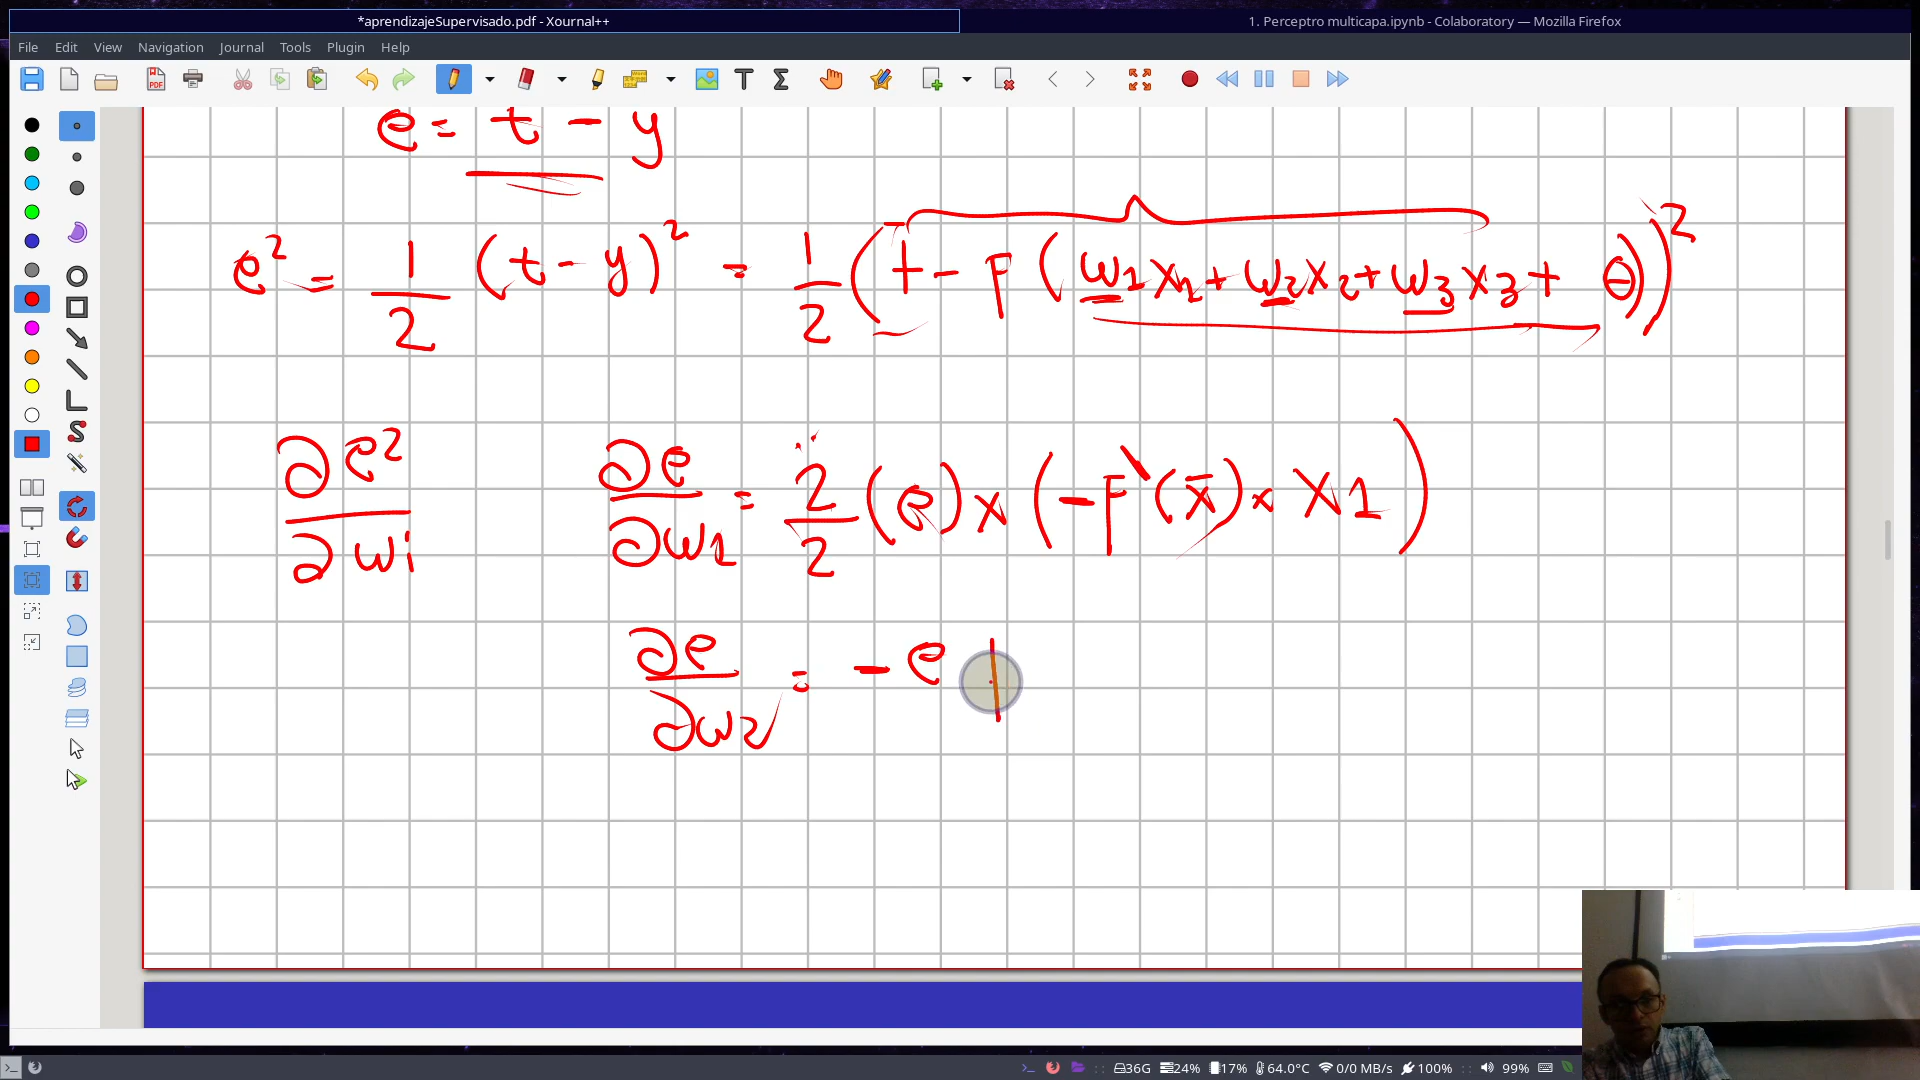 *aprendizajeSupervisado.pdf - Xournal++
1. Perceptro multicapa.ipynb - Colaboratory — Mozilla Firefox
File Edit View Navigation Journal Tools Plugin Help
e = t - y
e² = 1/2 (t - y)² = 1/2 (t - F (w1x1 + w2x2 + w3x3 + θ))²
∂e²/∂wi ∂e/∂w1 = 2/2 (e) x (-F'(x̄) x X1)
∂e/∂w2 = - e
36G 24% 17% 64.0°C 0/0 MB/s 100% 99%